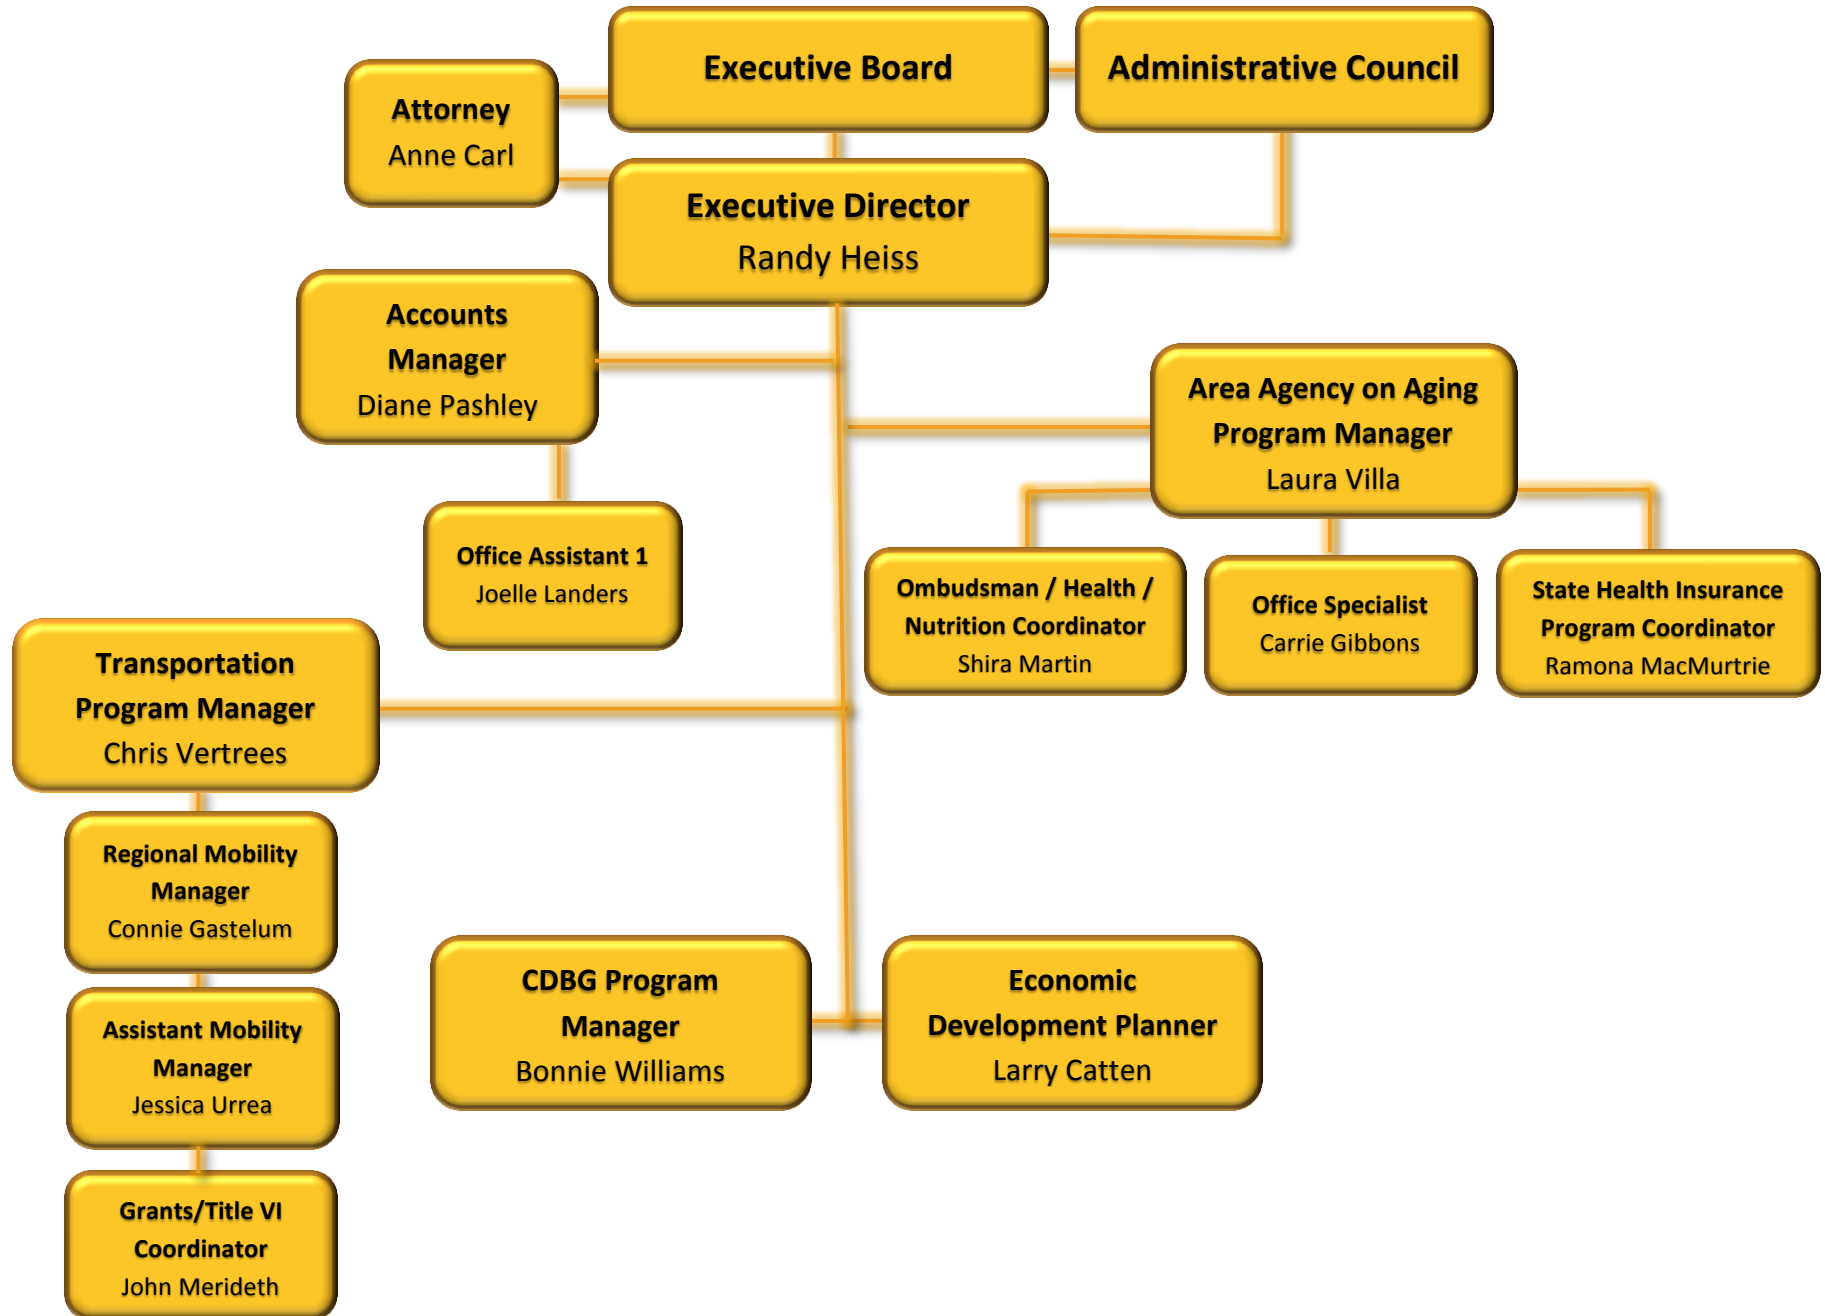 Executive Board
Administrative Council
Attorney
Anne Carl
Executive Director
Randy Heiss
Accounts
Manager
Diane Pashley
Area Agency on Aging
Program Manager
Laura Villa
Office Assistant 1
Joelle Landers
Ombudsman / Health /
Nutrition Coordinator
Shira Martin
Office Specialist
Carrie Gibbons
State Health Insurance
Program Coordinator
Ramona MacMurtrie
Transportation
Program Manager
Chris Vertrees
Regional Mobility
Manager
Connie Gastelum
CDBG Program
Manager
Bonnie Williams
Economic
Development Planner
Larry Catten
Assistant Mobility
Manager
Jessica Urrea
Grants/Title VI
Coordinator
John Merideth